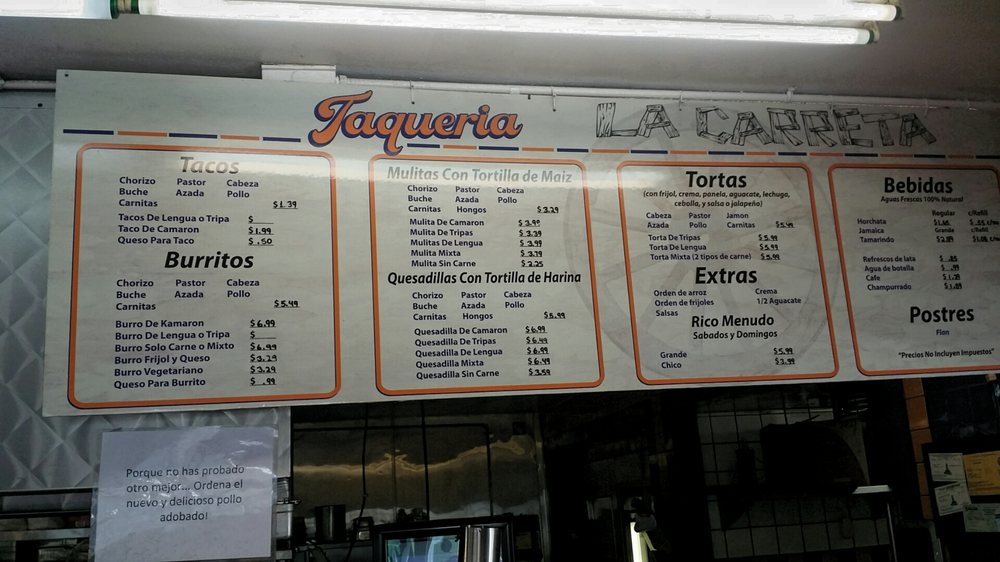 Taqueria LA CARRETA
Tacos
Chorizo Pastor Cabeza
Buche Azada Pollo
Carnitas $1.39
Tacos De Lengua o Tripa $
Taco De Camaron $1.99
Queso Para Taco $.50
Burritos
Chorizo Pastor Cabeza
Buche Azada Pollo
Carnitas $5.49
Burro De Kamaron $6.99
Burro De Lengua o Tripa $
Burro Solo Carne o Mixto $6.99
Burro Frijol y Queso $3.29
Burro Vegetariano $3.29
Queso Para Burrito $.99
Mulitas Con Tortilla de Maiz
Chorizo Pastor Cabeza
Buche Azada Pollo
Carnitas Hongos $3.29
Mulita De Camaron $3.99
Mulita De Tripas $3.39
Mulitas De Lengua $3.99
Mulita Mixta $3.79
Mulita Sin Carne $2.25
Quesadillas Con Tortilla de Harina
Chorizo Pastor Cabeza
Buche Azada Pollo
Carnitas Hongos $5.99
Quesadilla De Camaron $6.99
Quesadilla De Tripas $6.49
Quesadilla De Lengua $6.99
Quesadilla Mixta $6.49
Quesadilla Sin Carne $3.59
Tortas
(con frijol, crema, panela, aguacate, lechuga,
cebolla, y salsa o jalapeño)
Cabeza Pastor Jamon
Azada Pollo Carnitas $5.49
Torta De Tripas $5.99
Torta De Lengua $5.99
Torta Mixta (2 tipos de carne) $5.99
Extras
Orden de arroz Crema
Orden de frijoles 1/2 Aguacate
Salsas
Rico Menudo
Sabados y Domingos
Grande $5.99
Chico $3.99
Bebidas
Aguas Frescas 100% Natural
Regular c/Refill
Horchata $1.65
Jamaica Grande c/Refill
Tamarindo
Refrescos de lata $.85
Agua de botella $.99
Cafe
Champurrado
Postres
Flan
"Precios No Incluyen Impuestos"
Porque no has probado
otro mejor... Ordena el
nuevo y delicioso pollo
adobado!